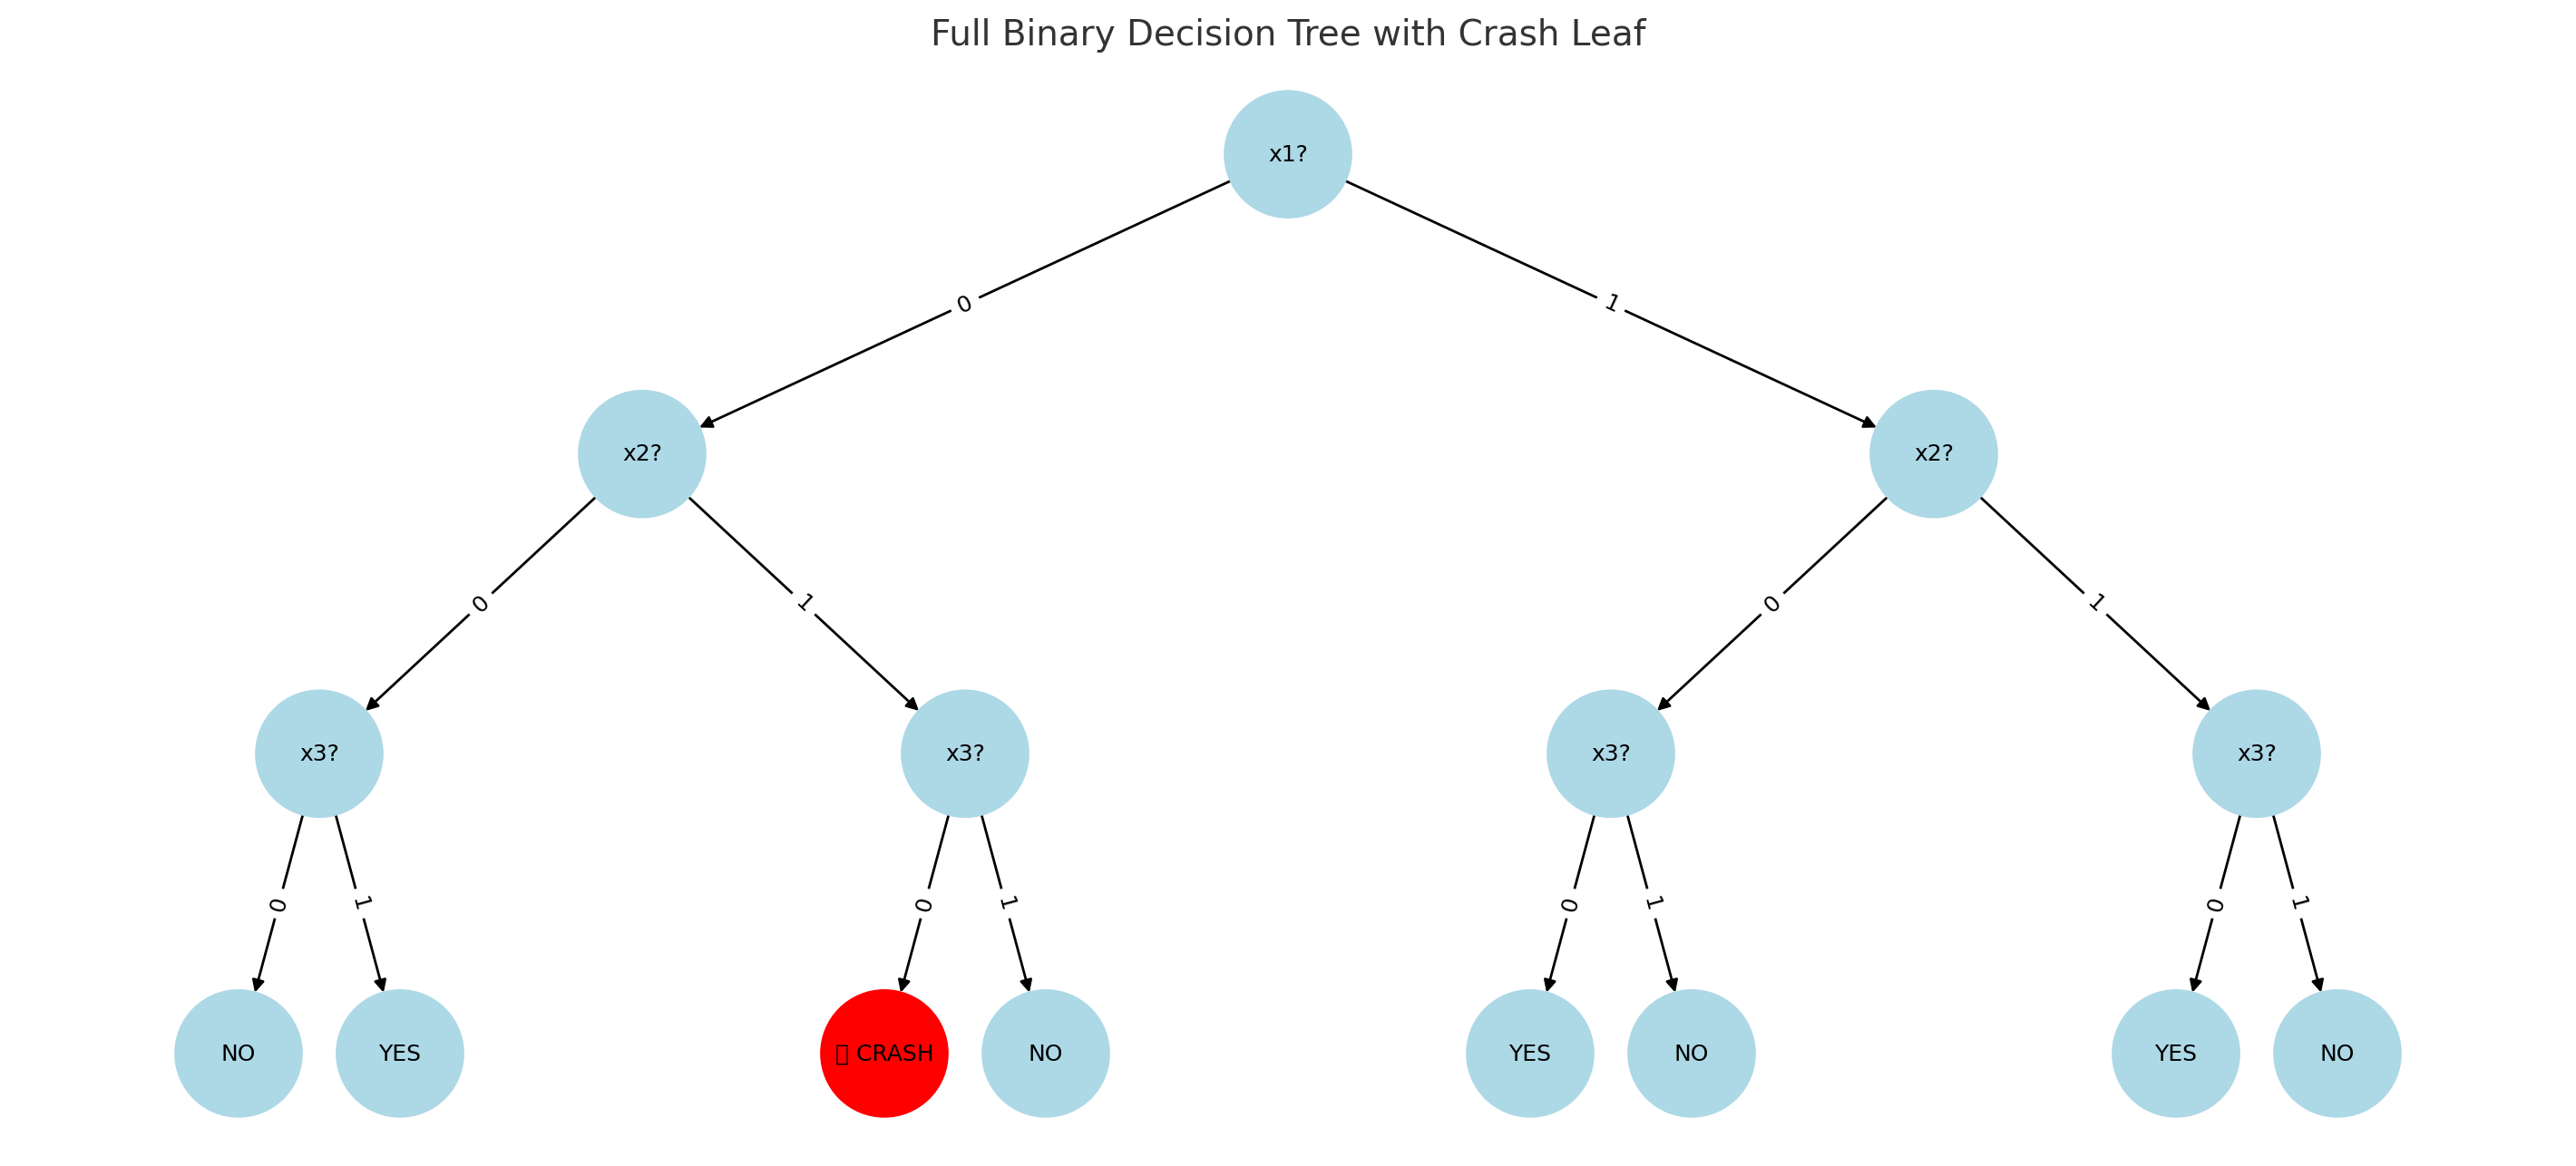 Full Binary Decision Tree with Crash Leaf
x1?
0
1
x2?
x2?
0
1
0
1
x3?
x3?
x3?
x3?
0
1
0
1
0
1
0
1
NO
YES
▯ CRASH
NO
YES
NO
YES
NO